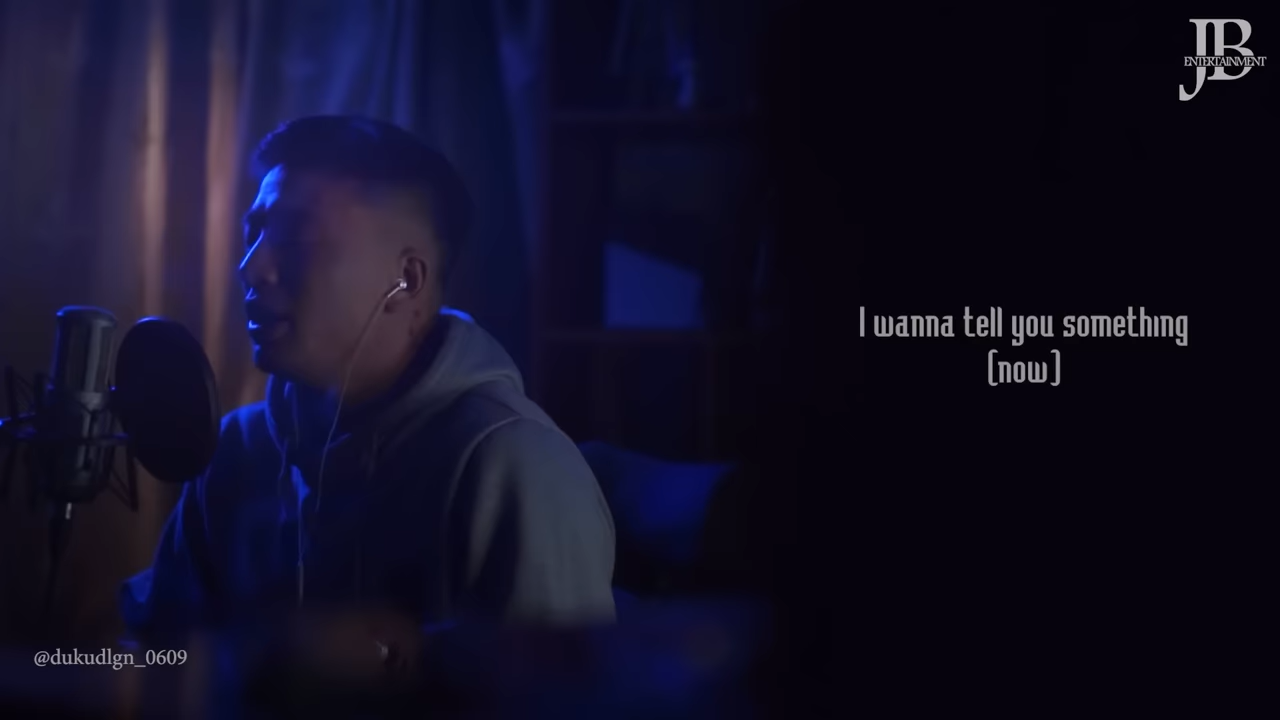 JB
ENTERTAINMENT
I wanna tell you something
(now)
@dukudlgn_0609